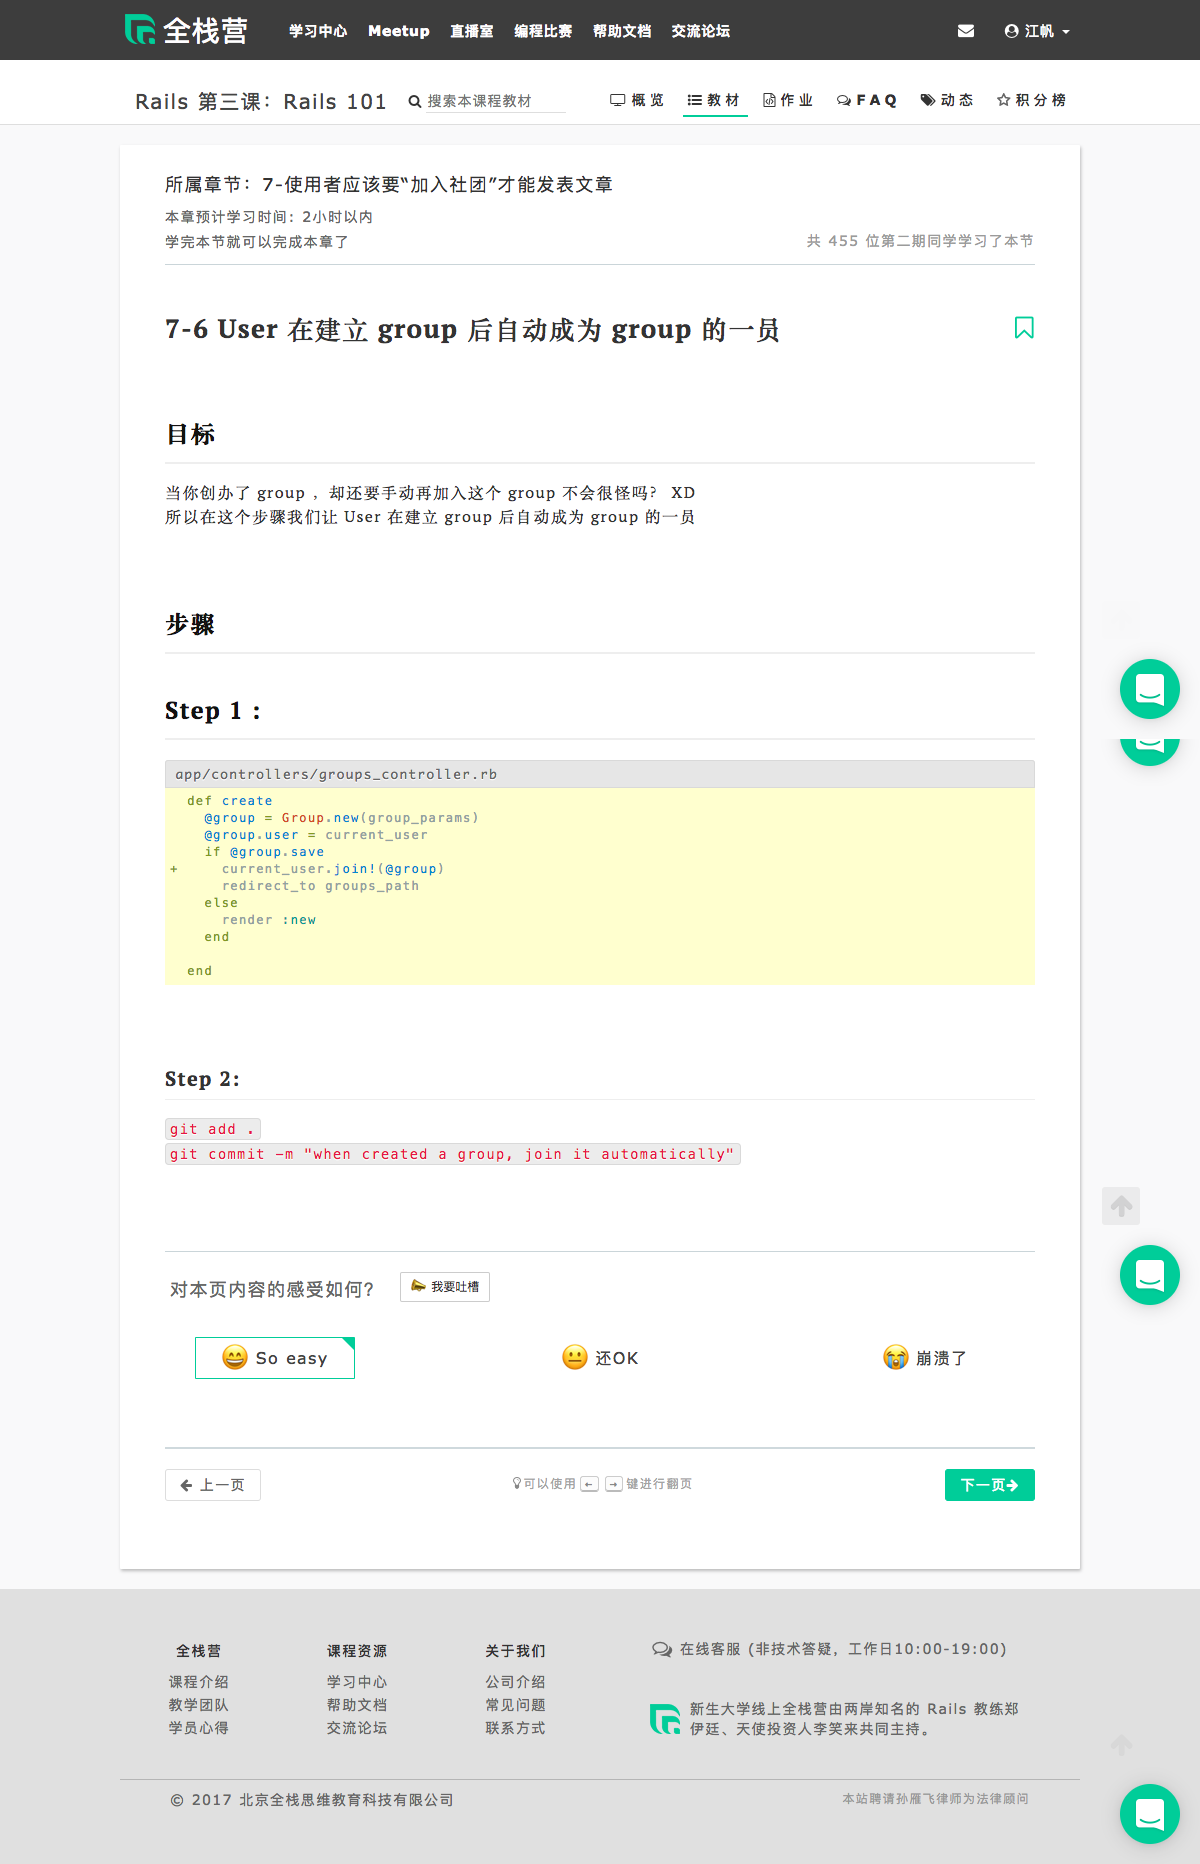 全栈营 学习中心 Meetup 直播室 编程比赛 帮助文档 交流论坛 江帆
Rails 第三课：Rails 101 搜索本课程教材 概览 教材 作业 FAQ 动态 积分榜
所属章节：7-使用者应该要“加入社团”才能发表文章
本章预计学习时间：2小时以内
学完本节就可以完成本章了 共 455 位第二期同学学习了本节
7-6 User 在建立 group 后自动成为 group 的一员
目标
当你创办了 group ，却还要手动再加入这个 group 不会很怪吗？ XD
所以在这个步骤我们让 User 在建立 group 后自动成为 group 的一员
步骤
Step 1 :
app/controllers/groups_controller.rb
  def create
    @group = Group.new(group_params)
    @group.user = current_user
    if @group.save
+     current_user.join!(@group)
      redirect_to groups_path
    else
      render :new
    end
  end
Step 2:
git add .
git commit -m "when created a group, join it automatically"
对本页内容的感受如何? 我要吐槽
So easy 还OK 崩溃了
上一页 可以使用 ← → 键进行翻页 下一页
全栈营 课程资源 关于我们 在线客服 (非技术答疑，工作日10:00-19:00)
课程介绍 学习中心 公司介绍
教学团队 帮助文档 常见问题 新生大学线上全栈营由两岸知名的 Rails 教练郑
学员心得 交流论坛 联系方式 伊廷、天使投资人李笑来共同主持。
© 2017 北京全栈思维教育科技有限公司 本站聘请孙雁飞律师为法律顾问